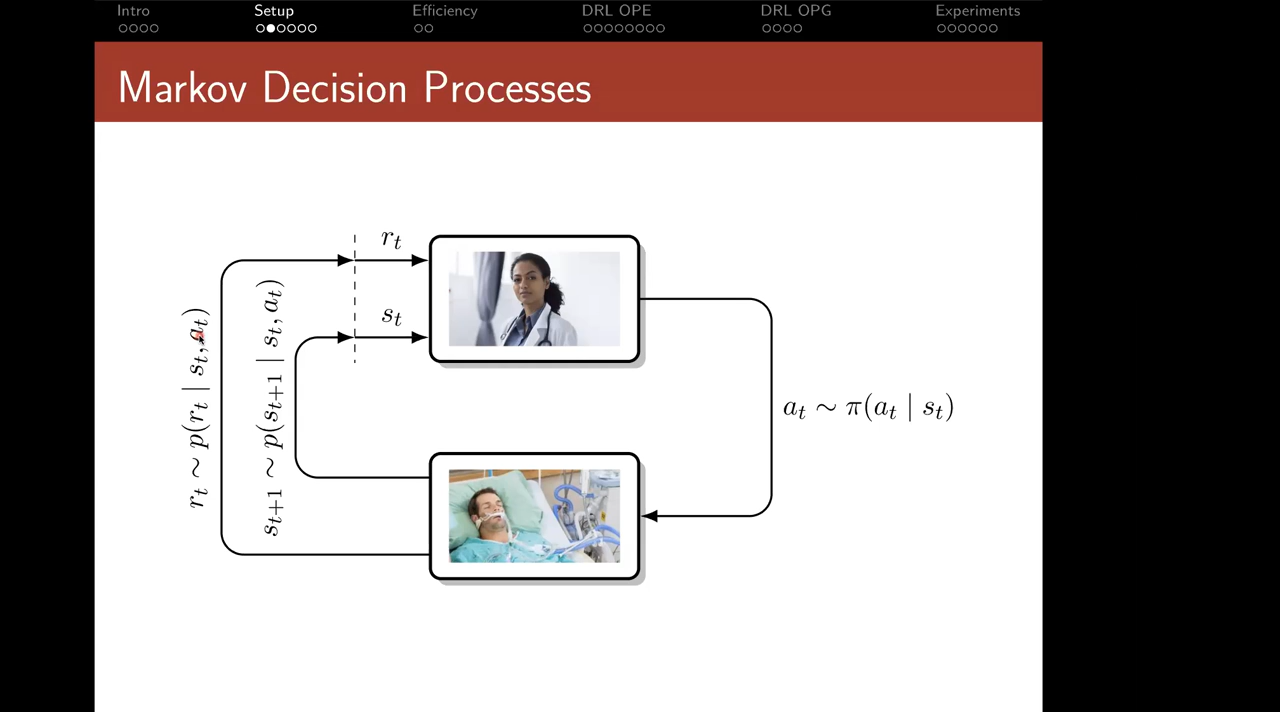 Intro Setup Efficiency DRL OPE DRL OPG Experiments
Markov Decision Processes
r_t
s_t
r_t ∼ p(r_t | s_t, a_t)
s_{t+1} ∼ p(s_{t+1} | s_t, a_t)
a_t ∼ π(a_t | s_t)